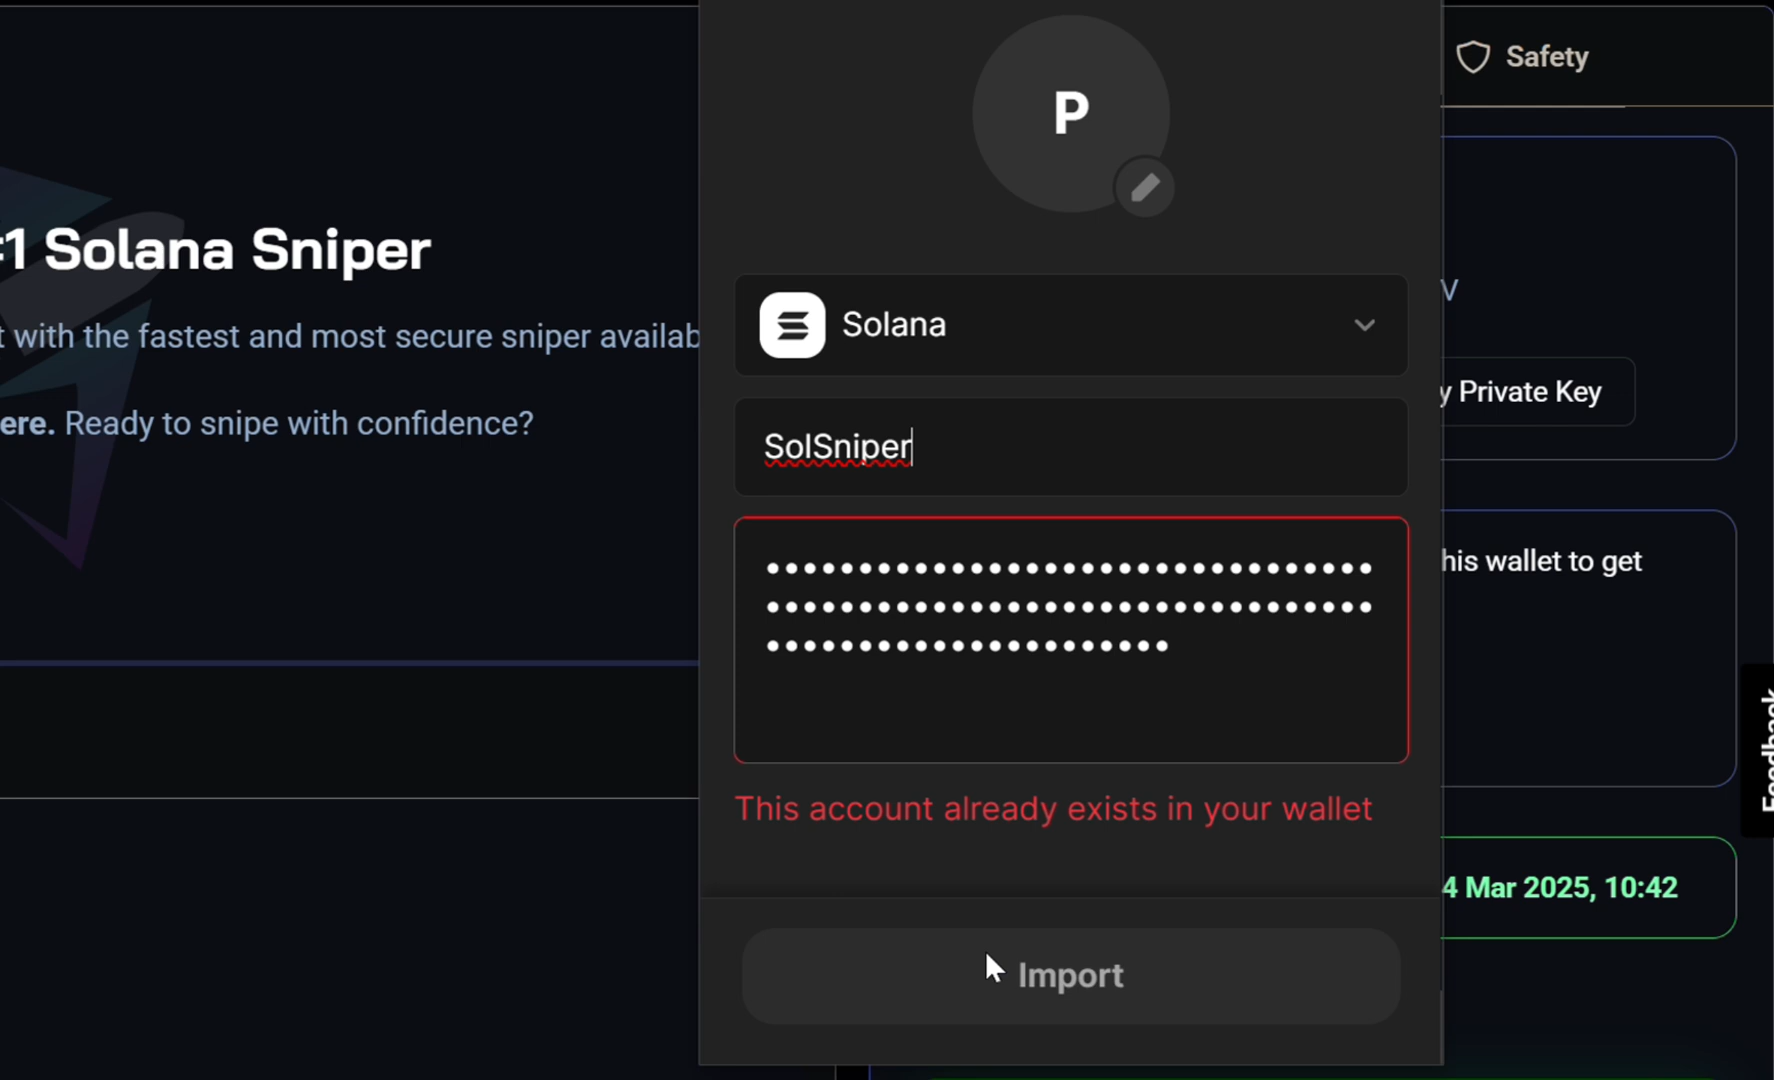 #1 Solana Sniper
t with the fastest and most secure sniper availab
ere. Ready to snipe with confidence?
P
Solana
SolSniper
This account already exists in your wallet
Import
Safety
V
y Private Key
his wallet to get
4 Mar 2025, 10:42
Feedback